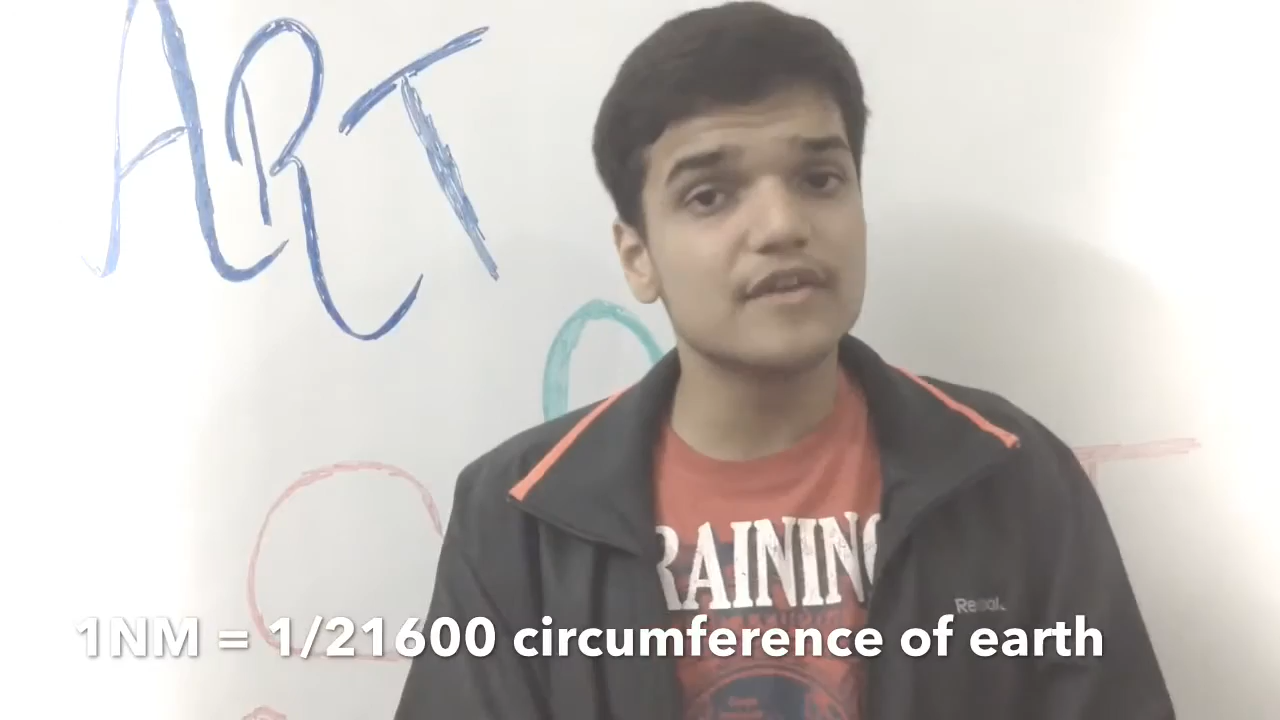 ART
RAINING
Reebok
1NM = 1/21600 circumference of earth